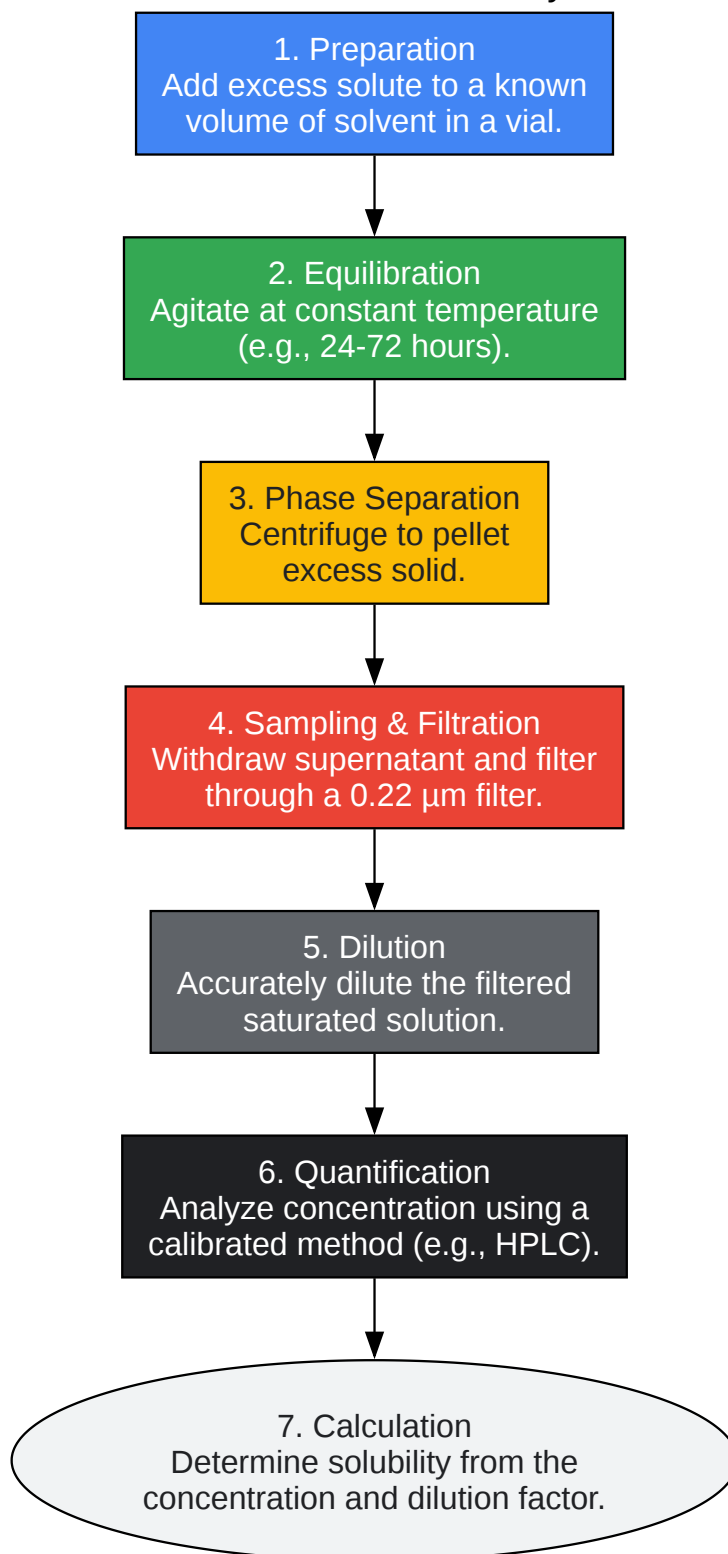 1. Preparation
Add excess solute to a known
volume of solvent in a vial.
2. Equilibration
Agitate at constant temperature
(e.g., 24-72 hours).
3. Phase Separation
Centrifuge to pellet
excess solid.
4. Sampling & Filtration
Withdraw supernatant and filter
through a 0.22 µm filter.
5. Dilution
Accurately dilute the filtered
saturated solution.
6. Quantification
Analyze concentration using a
calibrated method (e.g., HPLC).
7. Calculation
Determine solubility from the
concentration and dilution factor.